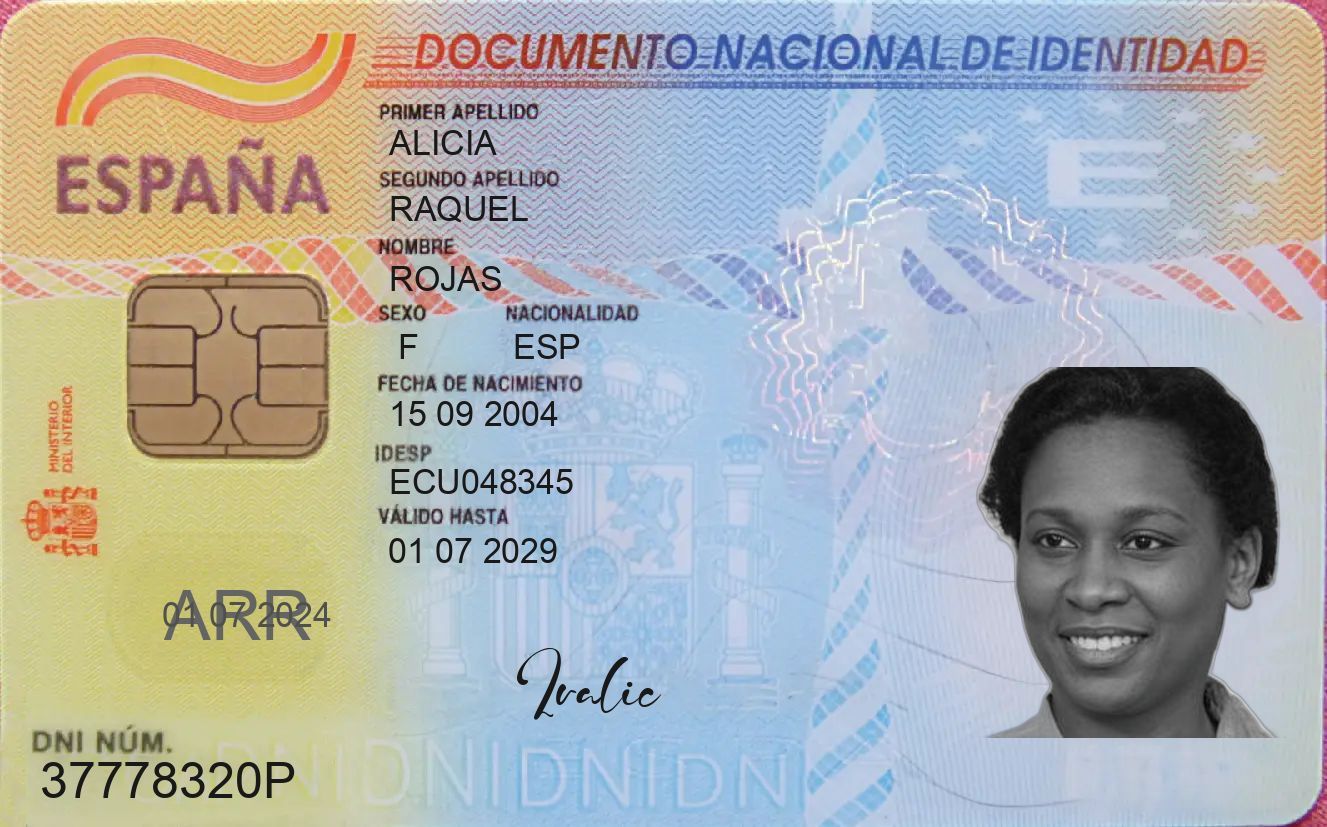 DOCUMENTO NACIONAL DE IDENTIDAD
ESPAÑA
PRIMER APELLIDO
ALICIA
SEGUNDO APELLIDO
RAQUEL
NOMBRE
ROJAS
SEXO NACIONALIDAD
F ESP
FECHA DE NACIMIENTO
15 09 2004
IDESP
ECU048345
VÁLIDO HASTA
01 07 2029
MINISTERIO
DEL INTERIOR
E
ARR
01 07 2024
DNI NÚM.
37778320P
DNIDNIDNIDNI